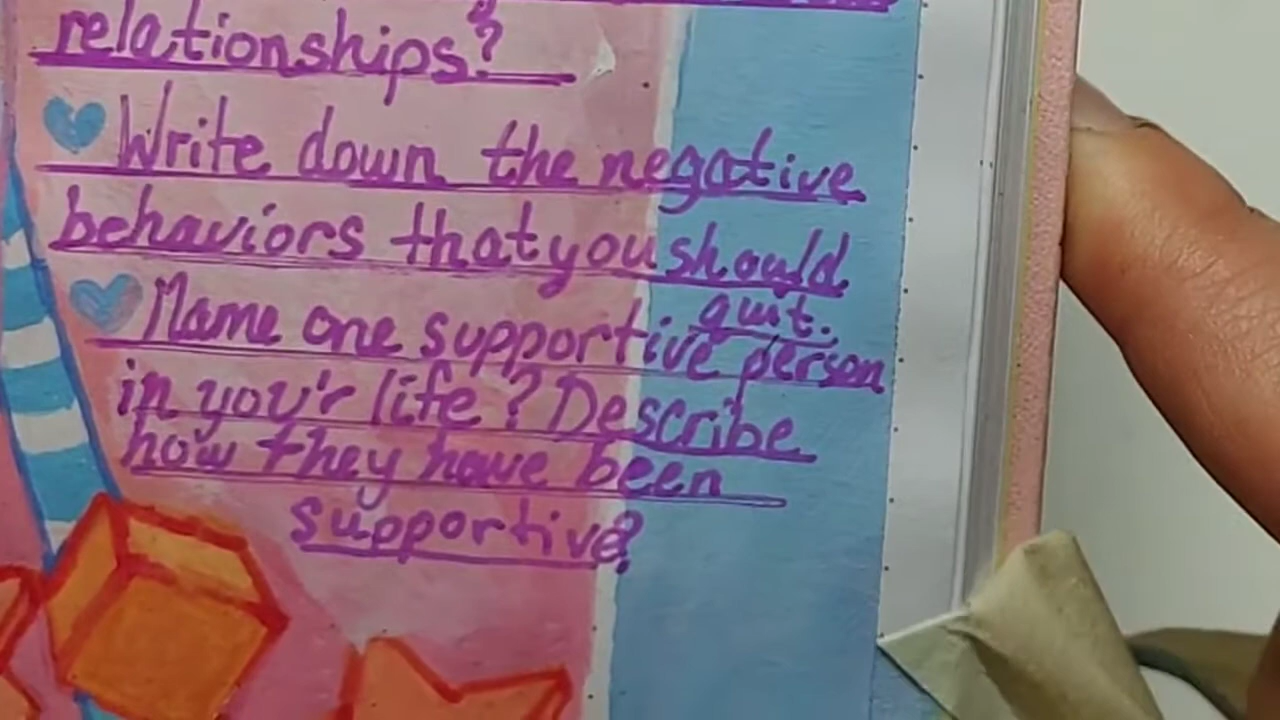 relationships?
Write down the negative
behaviors that you should
quit.
Name one supportive person
in you'r life? Describe
how they have been
supportive?